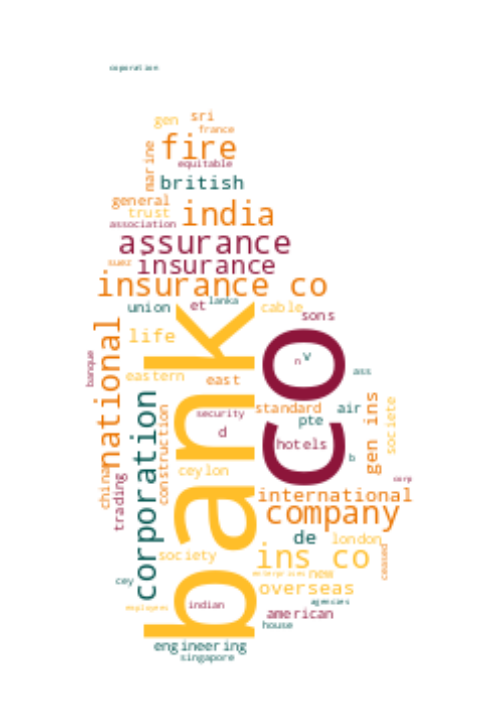 coporation
gen
sri
france
fire
marine
equitable
british
general
trust
india
association
assurance
suez
insurance
insurance co
union
et
lanka
cable
sons
national
bank
co
life
n
v
banque
eastern
east
ass
corporation
construction
security
standard
air
pte
gen ins
societe
d
hotels
b
china
trading
ceylon
corp
international
company
de
london
society
ins co
ceased
cey
enterprises
new
overseas
employees
indian
agencies
american
house
engineering
singapore